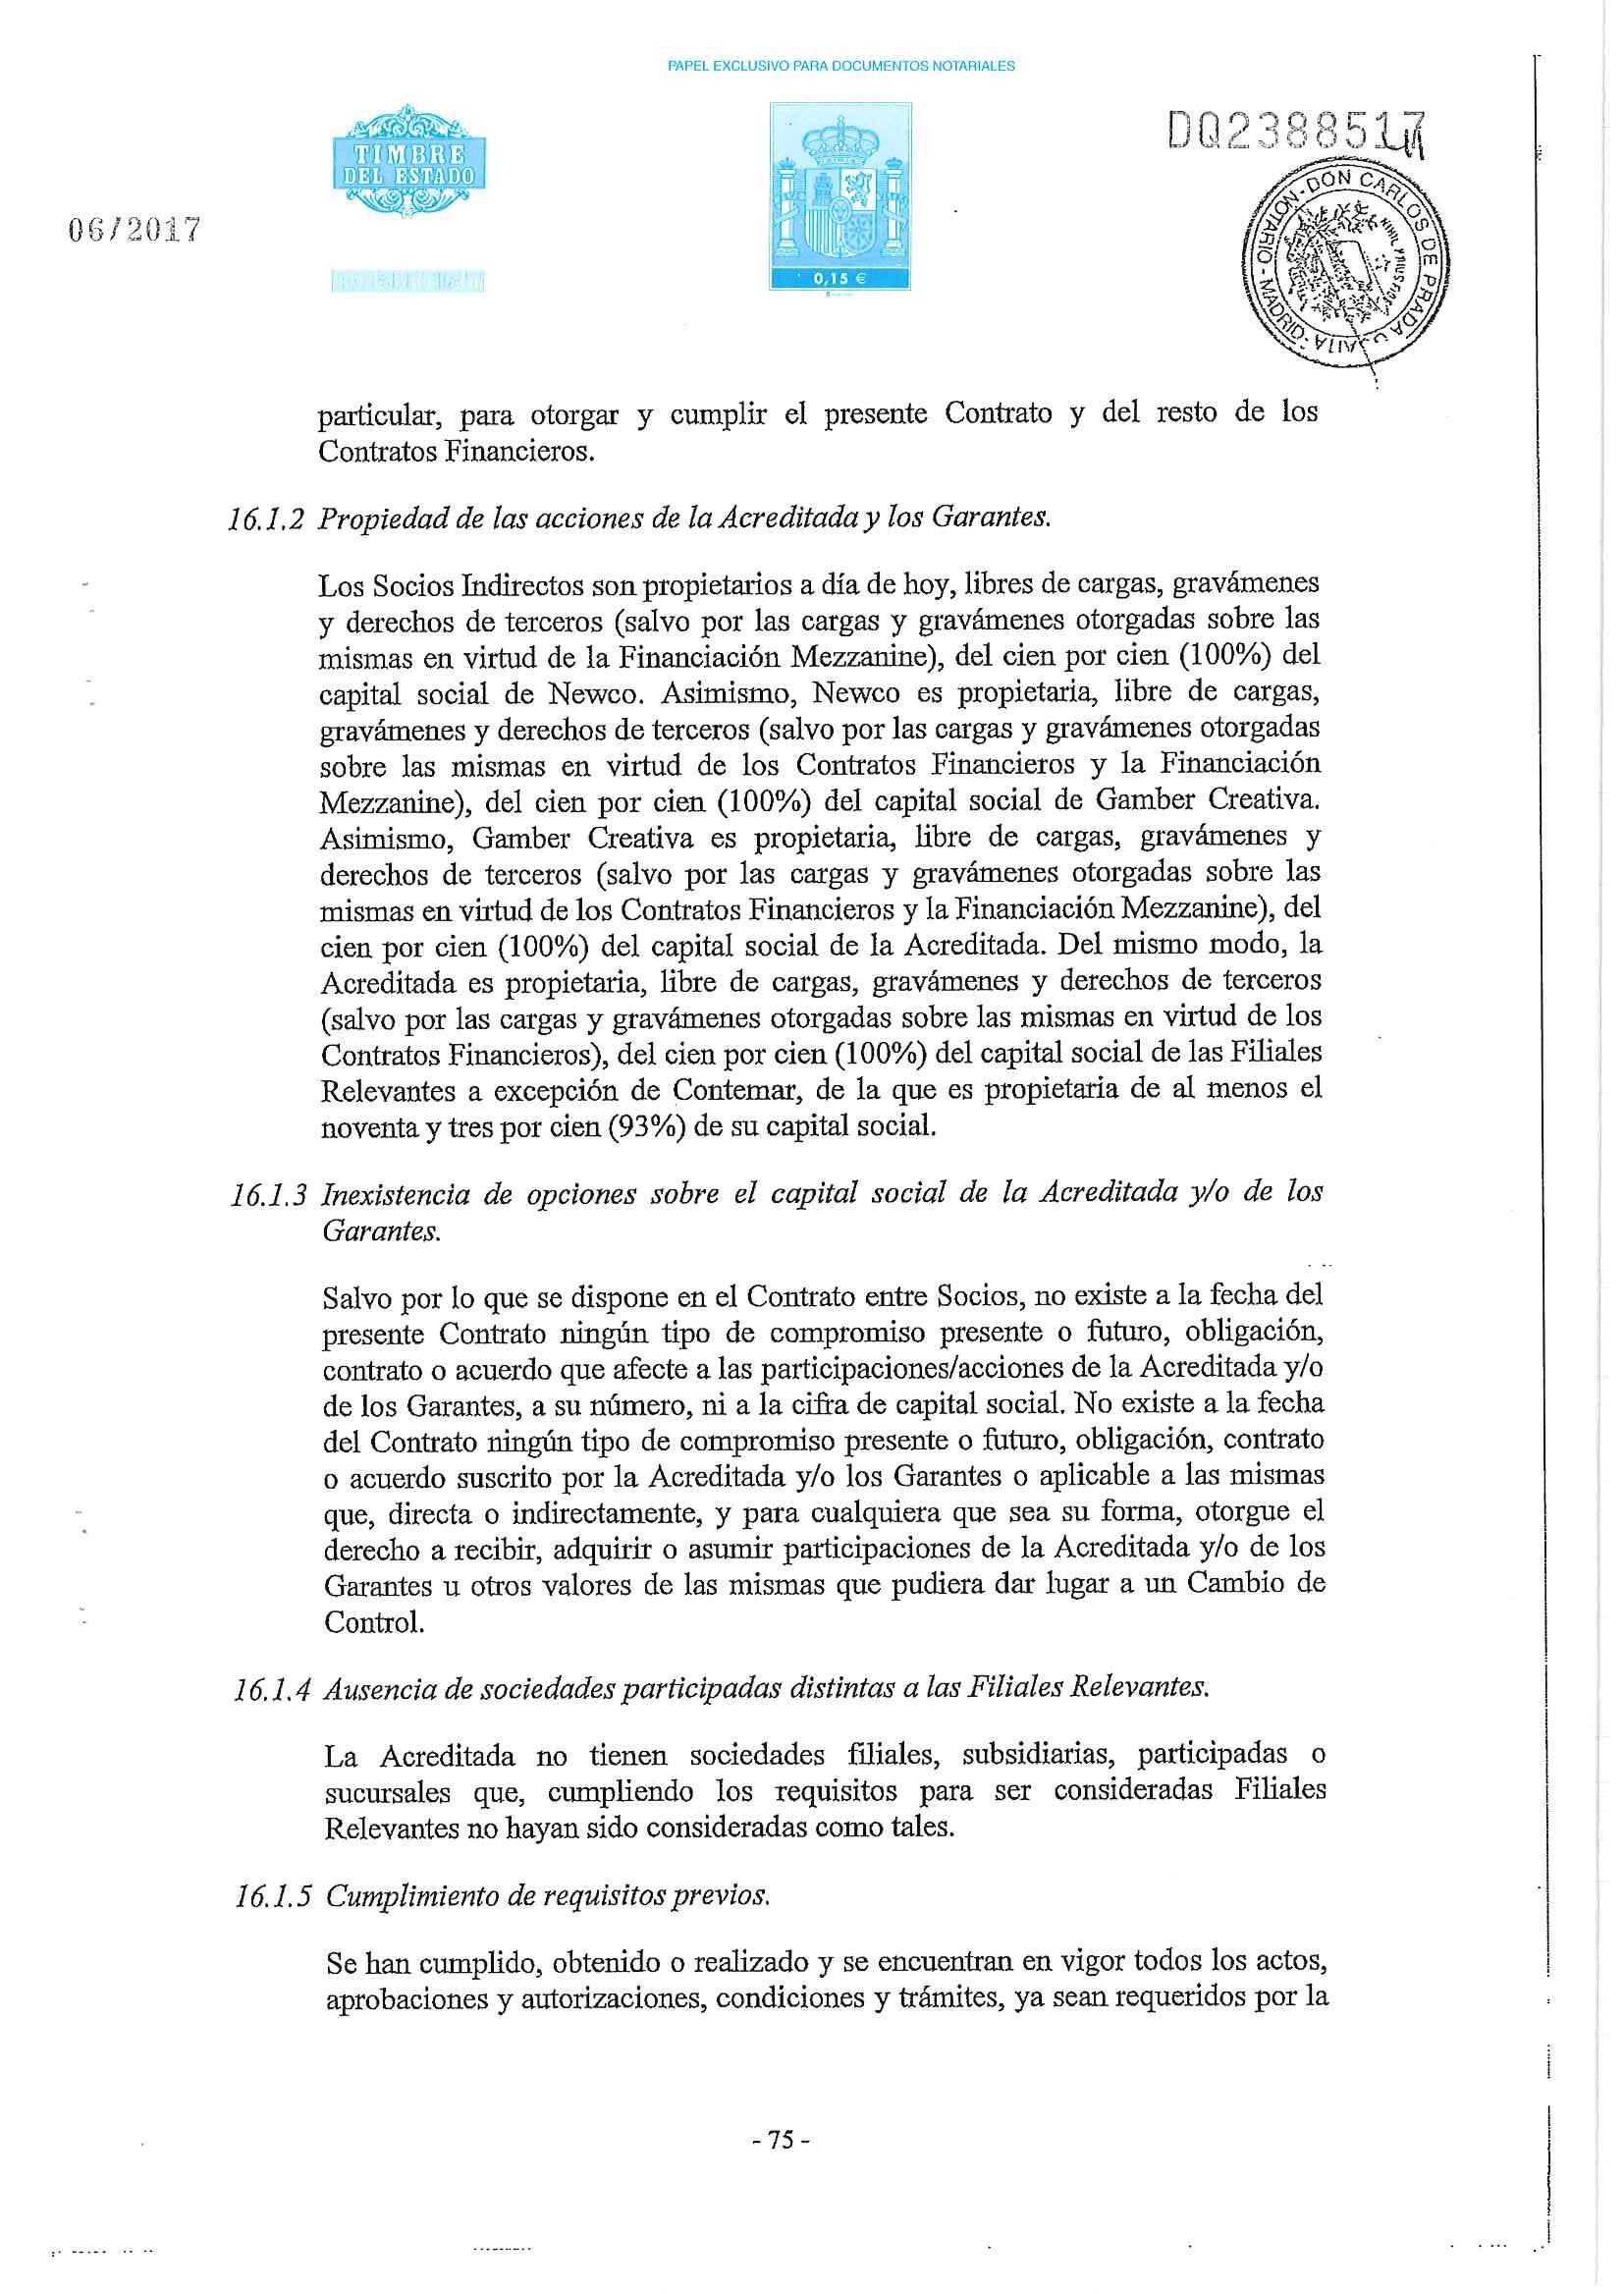 PAPEL EXCLUSIVO PARA DOCUMENTOS NOTARIALES
TIMBRE
DEL ESTADO
0,15 €
DQ2388517
NOTARIO - DON CARLOS DE PRADA GUAITA - MADRID
NIHIL PRIUS FIDE
06/2017
particular, para otorgar y cumplir el presente Contrato y del resto de los
Contratos Financieros.
16.1.2 Propiedad de las acciones de la Acreditada y los Garantes.
Los Socios Indirectos son propietarios a día de hoy, libres de cargas, gravámenes
y derechos de terceros (salvo por las cargas y gravámenes otorgadas sobre las
mismas en virtud de la Financiación Mezzanine), del cien por cien (100%) del
capital social de Newco. Asimismo, Newco es propietaria, libre de cargas,
gravámenes y derechos de terceros (salvo por las cargas y gravámenes otorgadas
sobre las mismas en virtud de los Contratos Financieros y la Financiación
Mezzanine), del cien por cien (100%) del capital social de Gamber Creativa.
Asimismo, Gamber Creativa es propietaria, libre de cargas, gravámenes y
derechos de terceros (salvo por las cargas y gravámenes otorgadas sobre las
mismas en virtud de los Contratos Financieros y la Financiación Mezzanine), del
cien por cien (100%) del capital social de la Acreditada. Del mismo modo, la
Acreditada es propietaria, libre de cargas, gravámenes y derechos de terceros
(salvo por las cargas y gravámenes otorgadas sobre las mismas en virtud de los
Contratos Financieros), del cien por cien (100%) del capital social de las Filiales
Relevantes a excepción de Contemar, de la que es propietaria de al menos el
noventa y tres por cien (93%) de su capital social.
16.1.3 Inexistencia de opciones sobre el capital social de la Acreditada y/o de los
Garantes.
Salvo por lo que se dispone en el Contrato entre Socios, no existe a la fecha del
presente Contrato ningún tipo de compromiso presente o futuro, obligación,
contrato o acuerdo que afecte a las participaciones/acciones de la Acreditada y/o
de los Garantes, a su número, ni a la cifra de capital social. No existe a la fecha
del Contrato ningún tipo de compromiso presente o futuro, obligación, contrato
o acuerdo suscrito por la Acreditada y/o los Garantes o aplicable a las mismas
que, directa o indirectamente, y para cualquiera que sea su forma, otorgue el
derecho a recibir, adquirir o asumir participaciones de la Acreditada y/o de los
Garantes u otros valores de las mismas que pudiera dar lugar a un Cambio de
Control.
16.1.4 Ausencia de sociedades participadas distintas a las Filiales Relevantes.
La Acreditada no tienen sociedades filiales, subsidiarias, participadas o
sucursales que, cumpliendo los requisitos para ser consideradas Filiales
Relevantes no hayan sido consideradas como tales.
16.1.5 Cumplimiento de requisitos previos.
Se han cumplido, obtenido o realizado y se encuentran en vigor todos los actos,
aprobaciones y autorizaciones, condiciones y trámites, ya sean requeridos por la
- 75 -